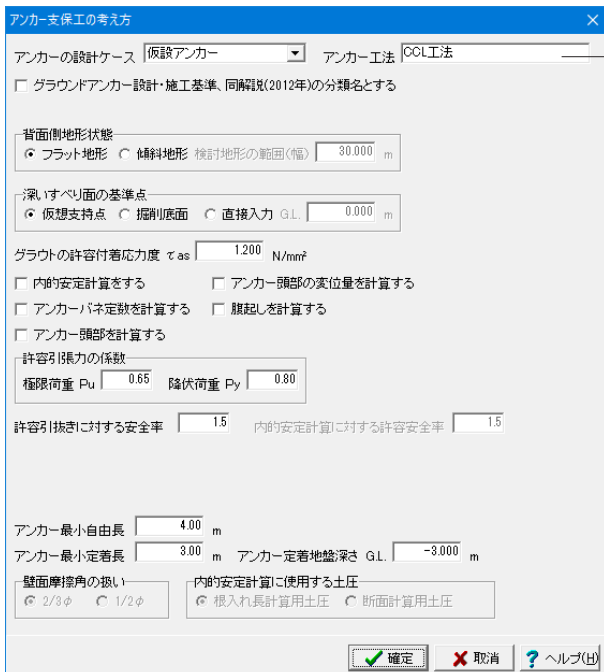 アンカー支保工の考え方
アンカーの設計ケース 仮設アンカー アンカー工法 CCL工法
グラウンドアンカー設計・施工基準、同解説(2012年)の分類名とする
背面側地形状態
フラット地形 傾斜地形 検討地形の範囲(幅) 30.000 m
深いすべり面の基準点
仮想支持点 掘削底面 直接入力 G.L. 0.000 m
グラウトの許容付着応力度 τas 1.200 N/mm²
内的安定計算をする アンカー頭部の変位量を計算する
アンカーバネ定数を計算する 腹起しを計算する
アンカー頭部を計算する
許容引張力の係数
極限荷重 Pu 0.65 降伏荷重 Py 0.80
許容引抜きに対する安全率 1.5 内的安定計算に対する許容安全率 1.5
アンカー最小自由長 4.00 m
アンカー最小定着長 3.00 m アンカー定着地盤深さ G.L. -3.000 m
壁面摩擦角の扱い 内的安定計算に使用する土圧
2/3φ 1/2φ 根入れ長計算用土圧 断面計算用土圧
確定 取消 ? ヘルプ(H)